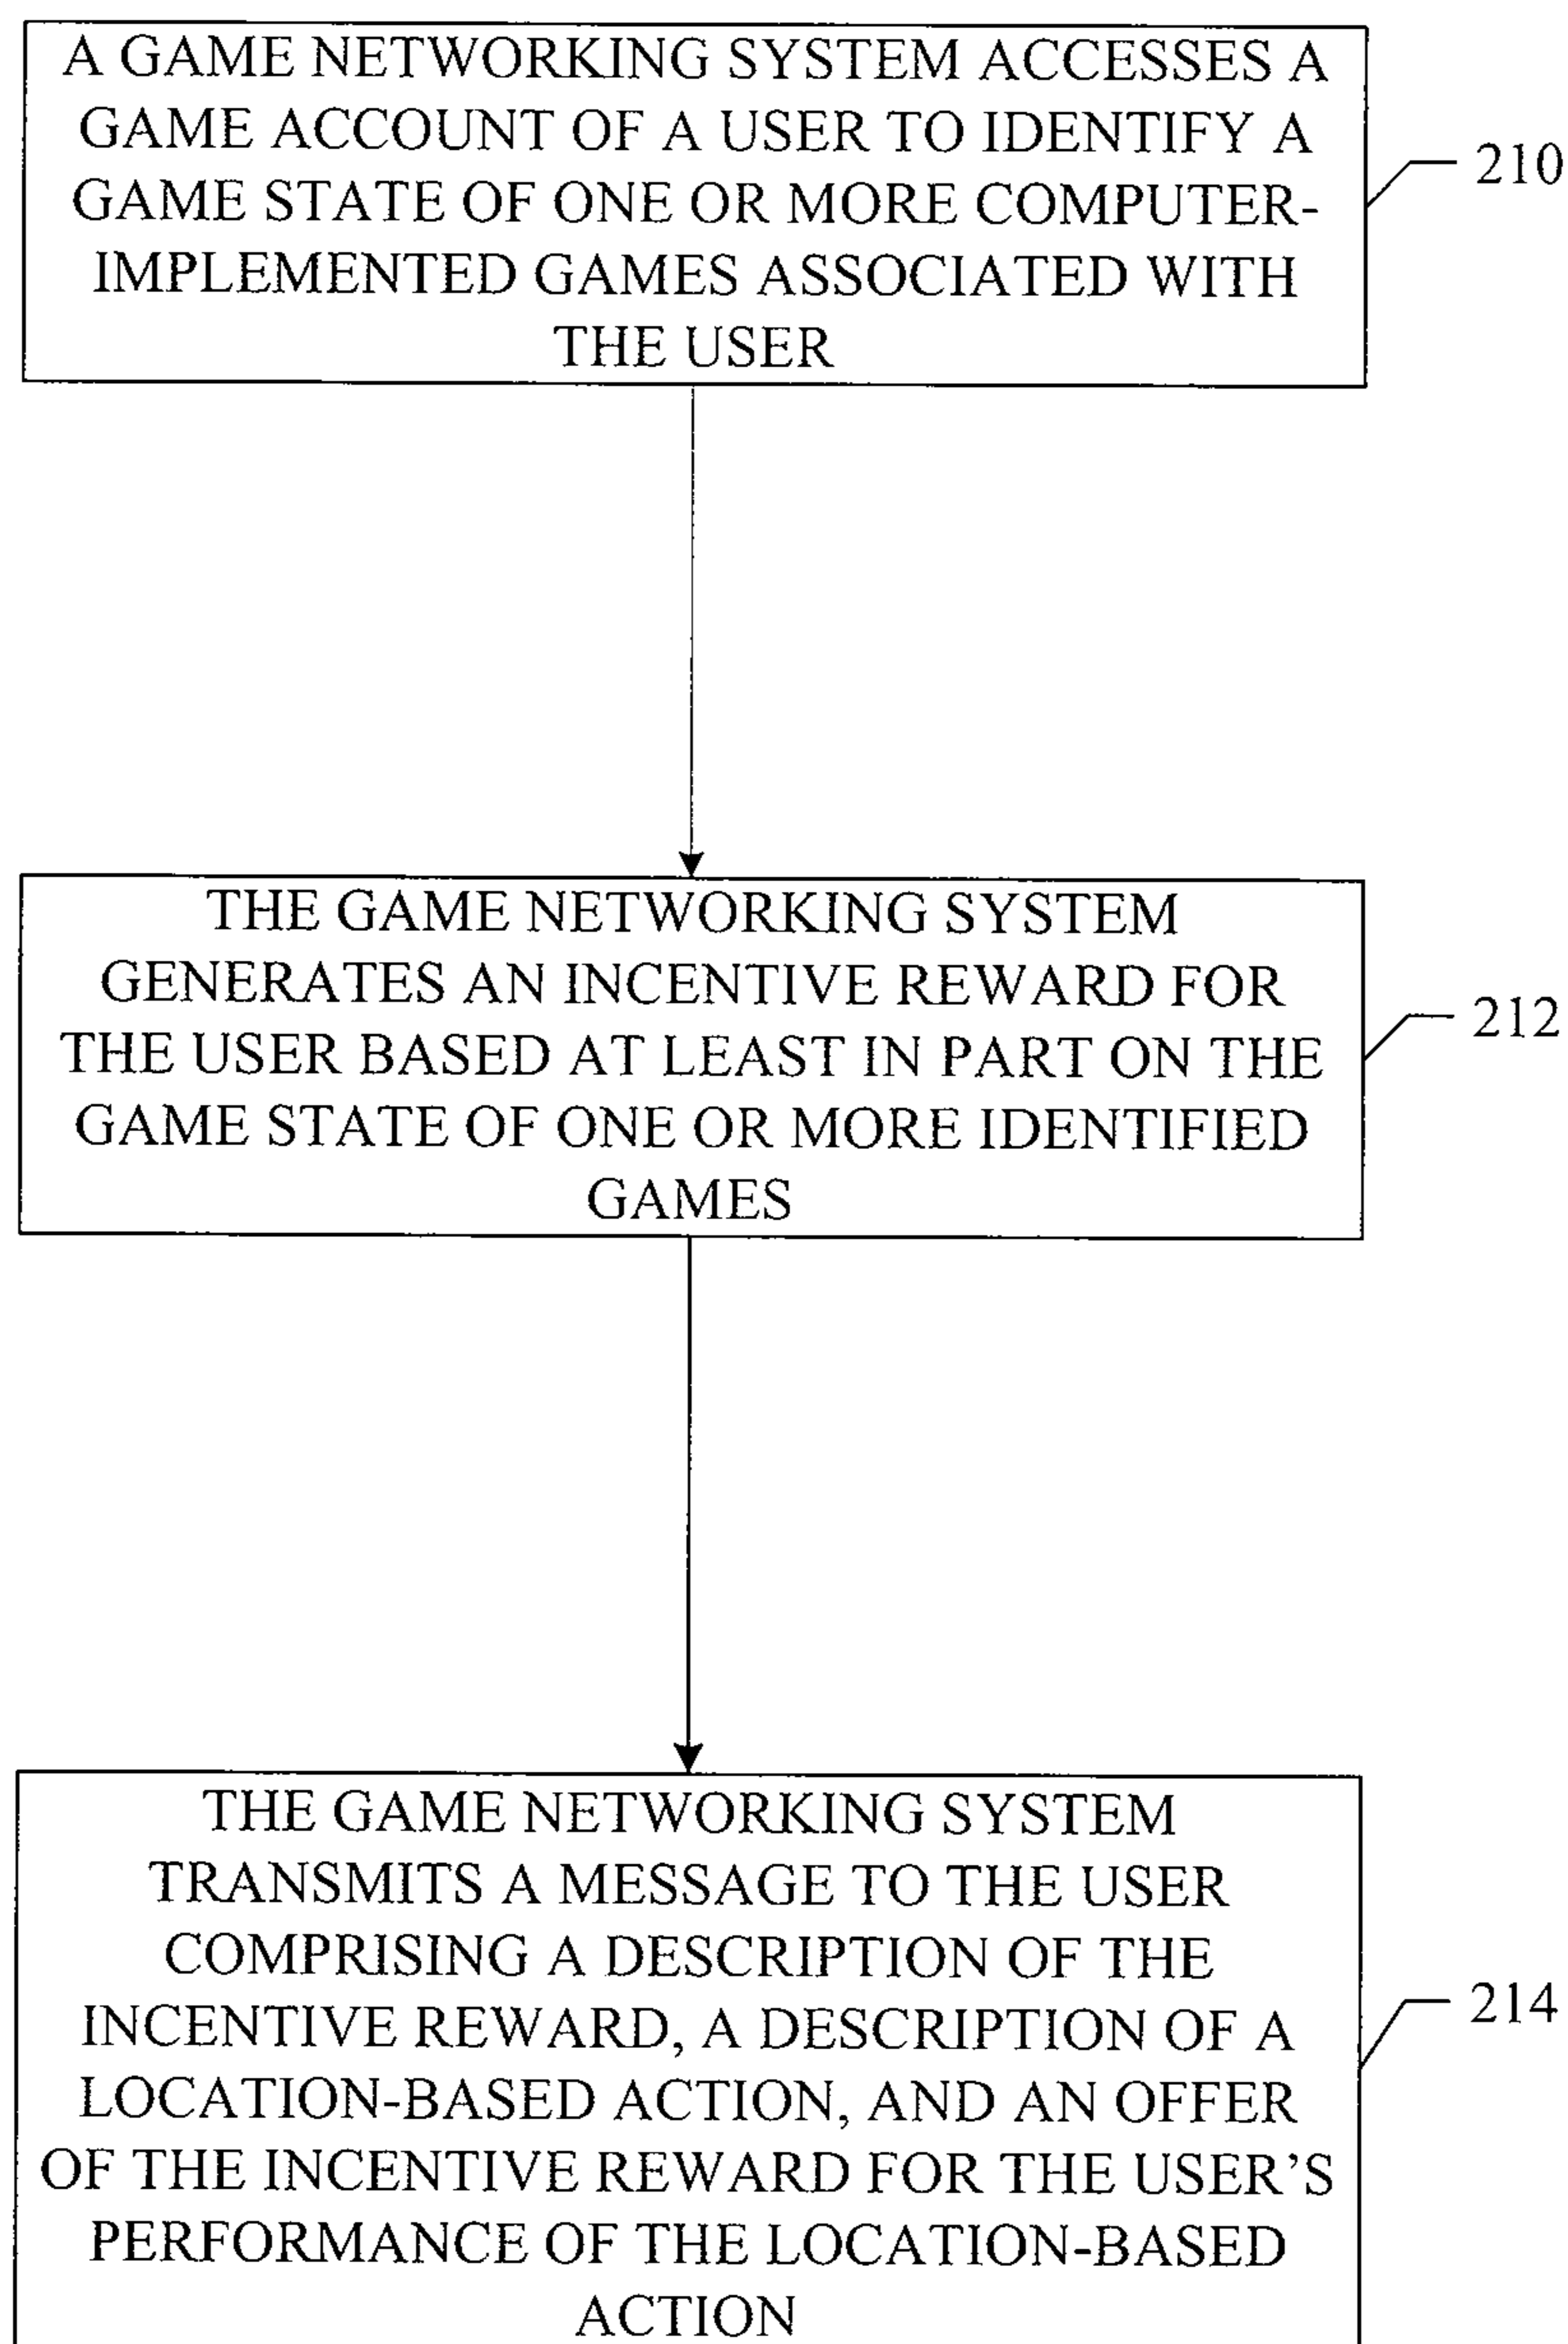 A GAME NETWORKING SYSTEM ACCESSES A
GAME ACCOUNT OF A USER TO IDENTIFY A
GAME STATE OF ONE OR MORE COMPUTER-
IMPLEMENTED GAMES ASSOCIATED WITH
THE USER
210
THE GAME NETWORKING SYSTEM
GENERATES AN INCENTIVE REWARD FOR
THE USER BASED AT LEAST IN PART ON THE
GAME STATE OF ONE OR MORE IDENTIFIED
GAMES
212
THE GAME NETWORKING SYSTEM
TRANSMITS A MESSAGE TO THE USER
COMPRISING A DESCRIPTION OF THE
INCENTIVE REWARD, A DESCRIPTION OF A
LOCATION-BASED ACTION, AND AN OFFER
OF THE INCENTIVE REWARD FOR THE USER’S
PERFORMANCE OF THE LOCATION-BASED
ACTION
214